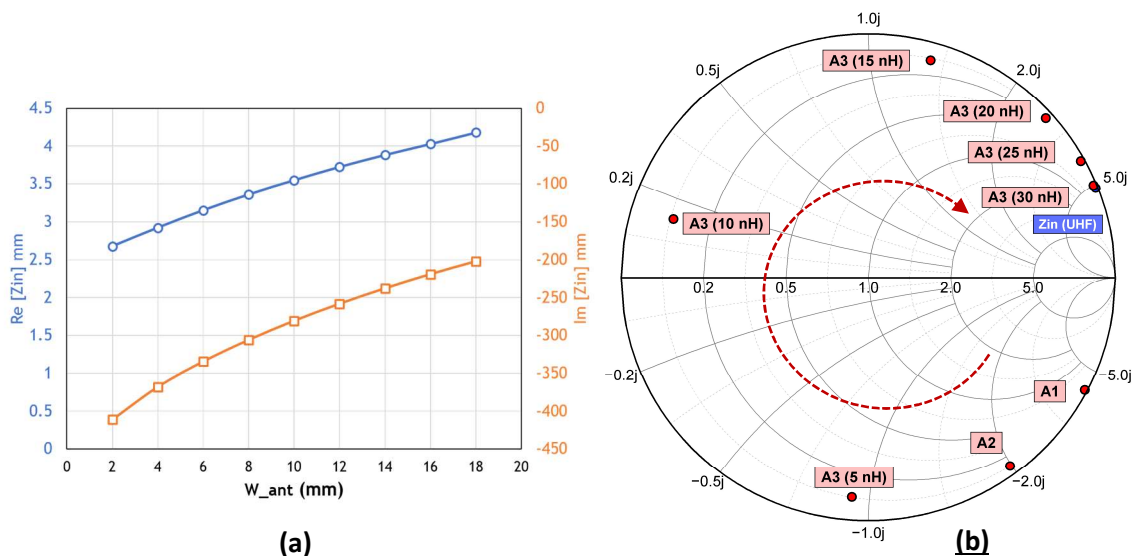 4.5
4
3.5
3
2.5
2
1.5
1
0.5
0
Re [Zin] mm
0
-50
-100
-150
-200
-250
-300
-350
-400
-450
Im [Zin] mm
0 2 4 6 8 10 12 14 16 18 20
W_ant (mm)
(a)
1.0j
0.5j
2.0j
A3 (15 nH)
A3 (20 nH)
A3 (25 nH)
0.2j
5.0j
A3 (30 nH)
A3 (10 nH)
Zin (UHF)
0.2 0.5 1.0 2.0 5.0
−0.2j
−5.0j
A1
A2
A3 (5 nH)
−0.5j
−2.0j
−1.0j
(b)